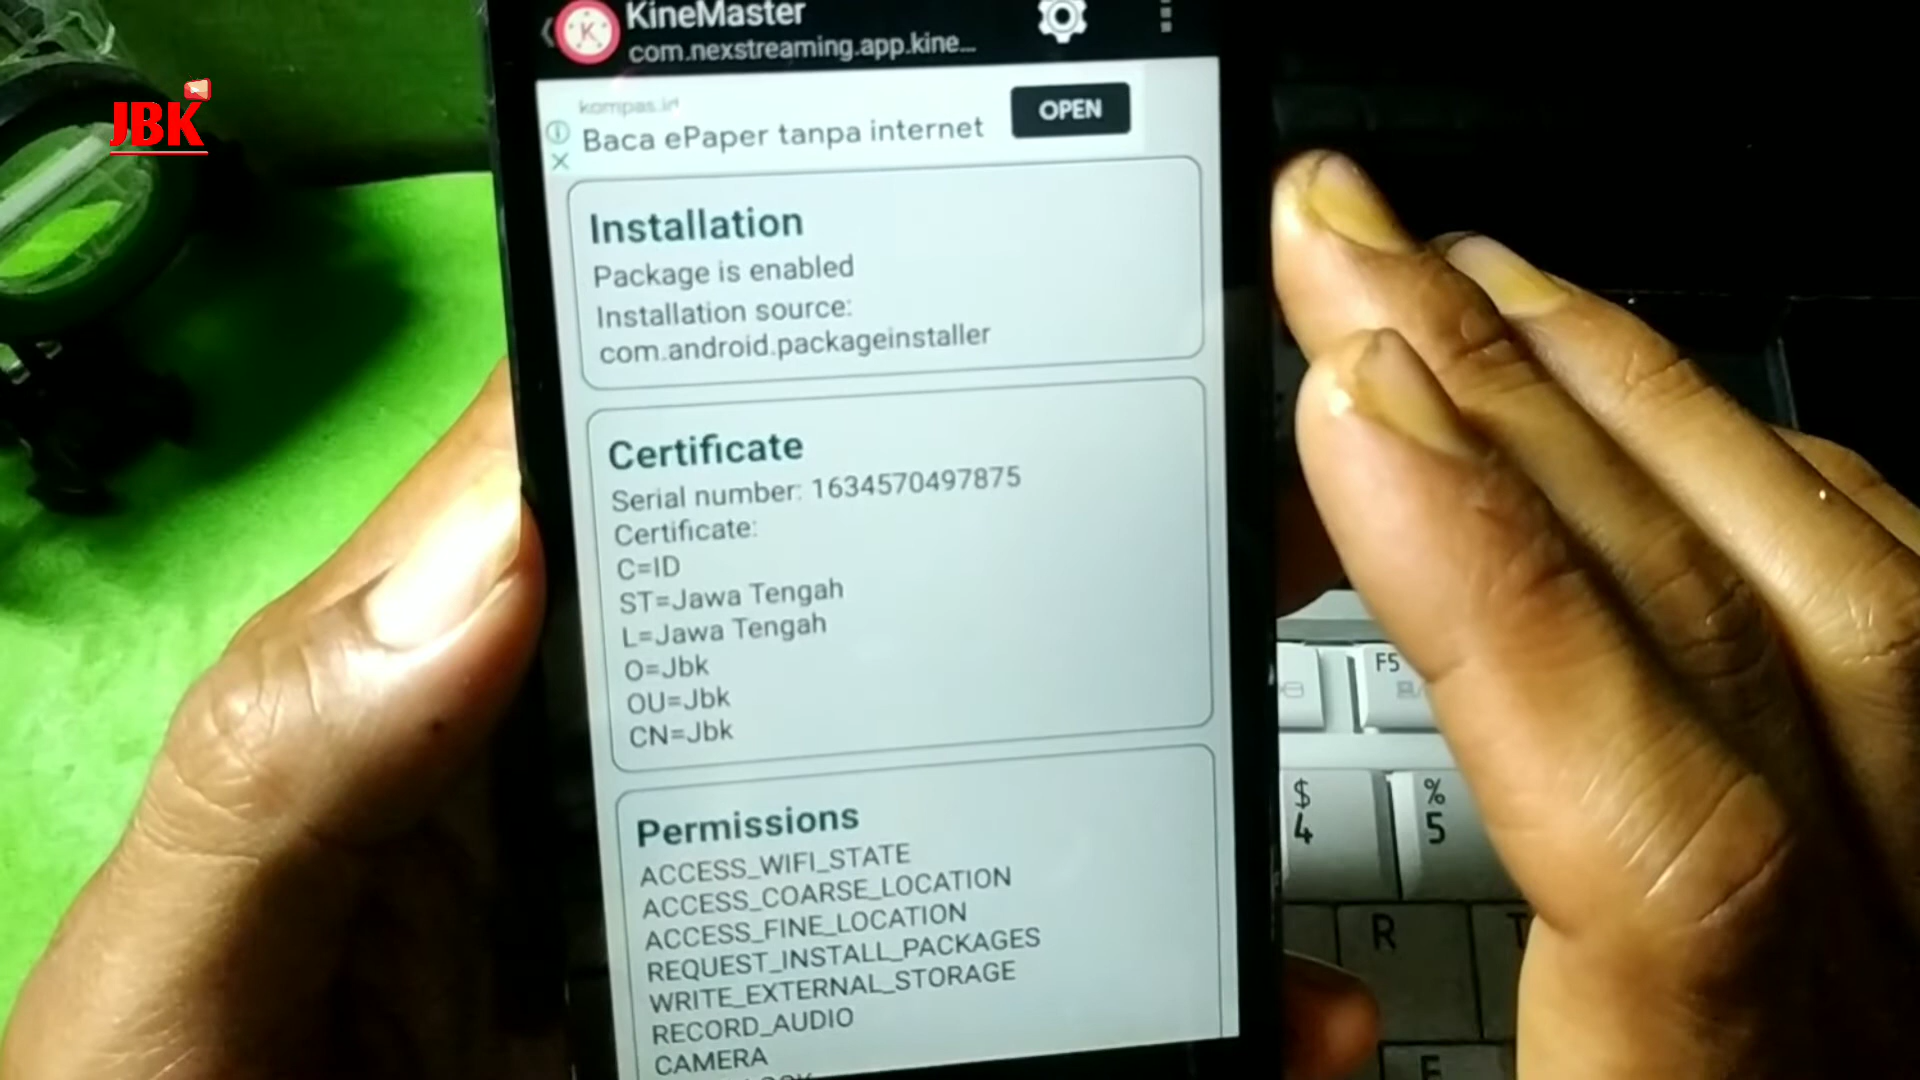 JBK
KineMaster
com.nexstreaming.app.kine...
kompas.id
Baca ePaper tanpa internet
OPEN
Installation
Package is enabled
Installation source:
com.android.packageinstaller
Certificate
Serial number: 1634570497875
Certificate:
C=ID
ST=Jawa Tengah
L=Jawa Tengah
O=Jbk
OU=Jbk
CN=Jbk
Permissions
ACCESS_WIFI_STATE
ACCESS_COARSE_LOCATION
ACCESS_FINE_LOCATION
REQUEST_INSTALL_PACKAGES
WRITE_EXTERNAL_STORAGE
RECORD_AUDIO
CAMERA
F5
$ %
4 5
R T